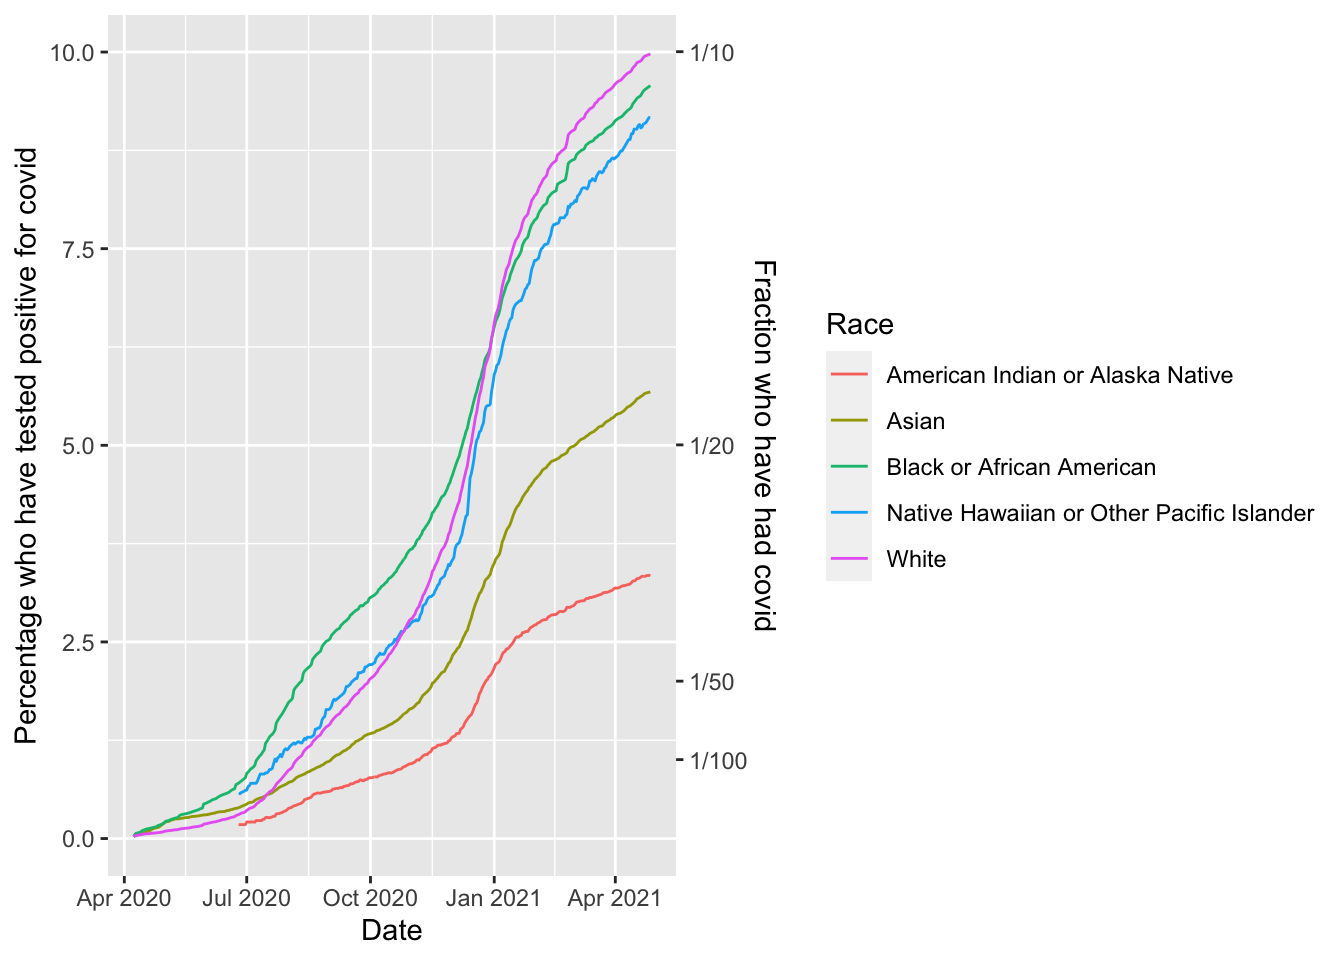 Percentage who have tested positive for covid
10.0
7.5
5.0
2.5
0.0
Apr 2020
Jul 2020
Oct 2020
Jan 2021
Apr 2021
Date
1/10
1/20
1/50
1/100
Fraction who have had covid
Race
American Indian or Alaska Native
Asian
Black or African American
Native Hawaiian or Other Pacific Islander
White